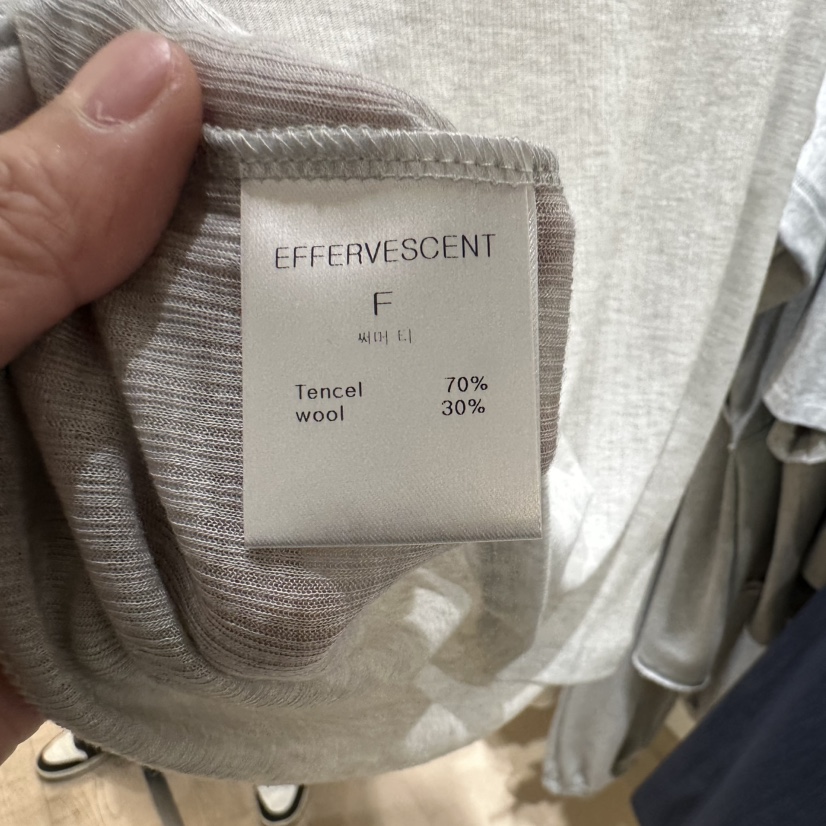 EFFERVESCENT
F
써머 티
Tencel 70%
wool 30%